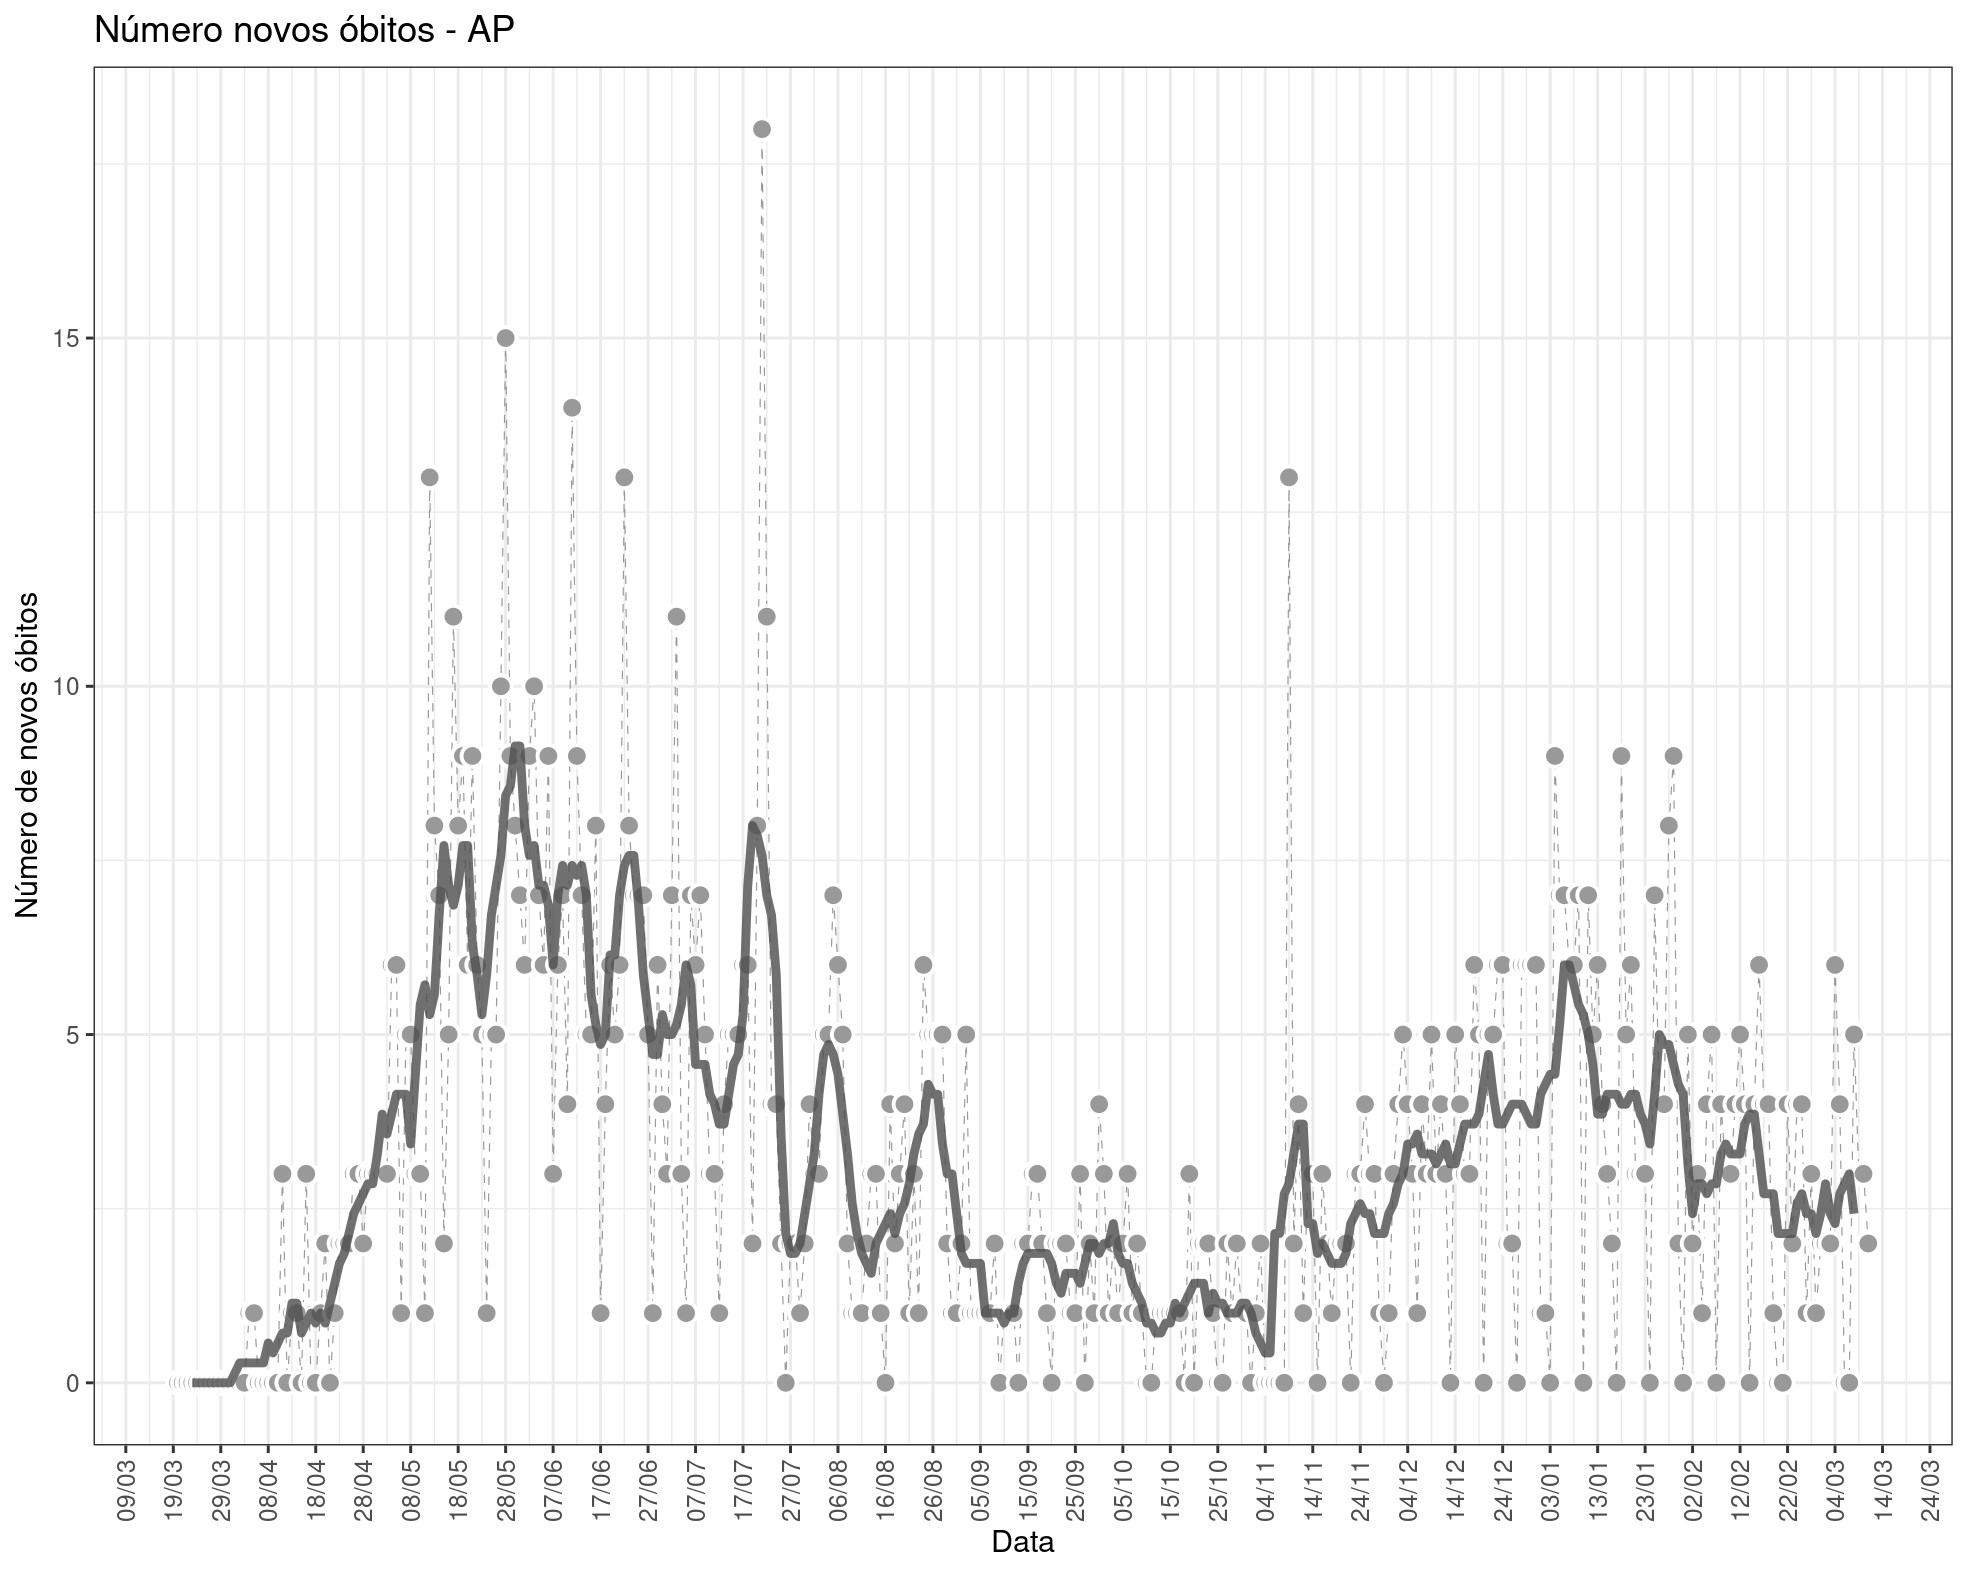 Número novos óbitos - AP
Número de novos óbitos
15
10
5
0
09/03 19/03 29/03 08/04 18/04 28/04 08/05 18/05 28/05 07/06 17/06 27/06 07/07 17/07 27/07 06/08 16/08 26/08 05/09 15/09 25/09 05/10 15/10 25/10 04/11 14/11 24/11 04/12 14/12 24/12 03/01 13/01 23/01 02/02 12/02 22/02 04/03 14/03 24/03
Data